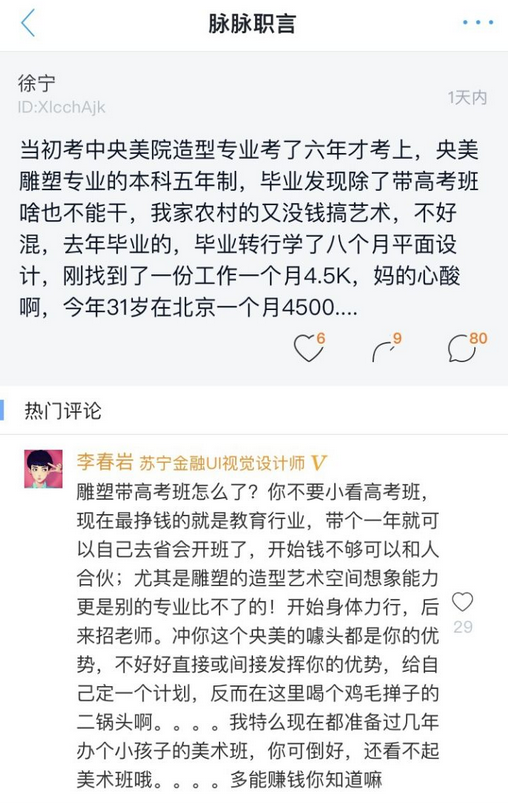 脉脉职言
徐宁
ID:XlcchAjk
1天内
当初考中央美院造型专业考了六年才考上，央美
雕塑专业的本科五年制，毕业发现除了带高考班
啥也不能干，我家农村的又没钱搞艺术，不好
混，去年毕业的，毕业转行学了八个月平面设
计，刚找到了一份工作一个月4.5K，妈的心酸
啊，今年31岁在北京一个月4500....
6
9
80
热门评论
李春岩 苏宁金融UI视觉设计师 V
雕塑带高考班怎么了？你不要小看高考班，
现在最挣钱的就是教育行业，带个一年就可
以自己去省会开班了，开始钱不够可以和人
合伙；尤其是雕塑的造型艺术空间想象能力
更是别的专业比不了的！开始身体力行，后
来招老师。冲你这个央美的噱头都是你的优
势，不好好直接或间接发挥你的优势，给自
己定一个计划，反而在这里喝个鸡毛掸子的
二锅头啊。。。。我特么现在都准备过几年
办个小孩子的美术班，你可倒好，还看不起
美术班哦。。。。多能赚钱你知道嘛
29